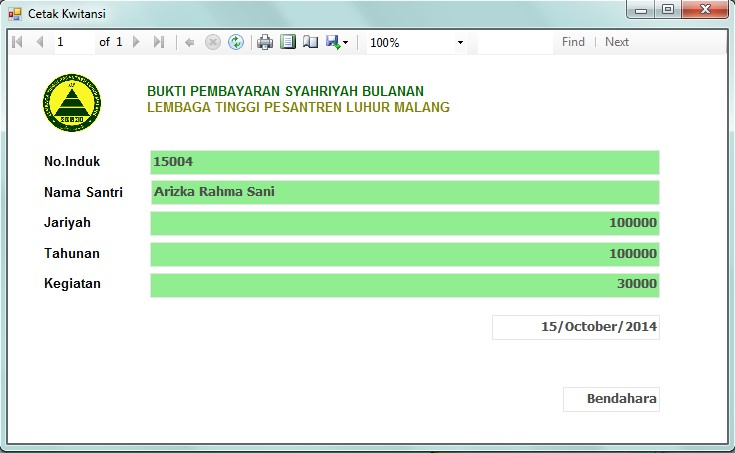 Cetak Kwitansi
1 of 1 100% Find | Next
BUKTI PEMBAYARAN SYAHRIYAH BULANAN
LEMBAGA TINGGI PESANTREN LUHUR MALANG
No.Induk 15004
Nama Santri Arizka Rahma Sani
Jariyah 100000
Tahunan 100000
Kegiatan 30000
15/October/2014
Bendahara